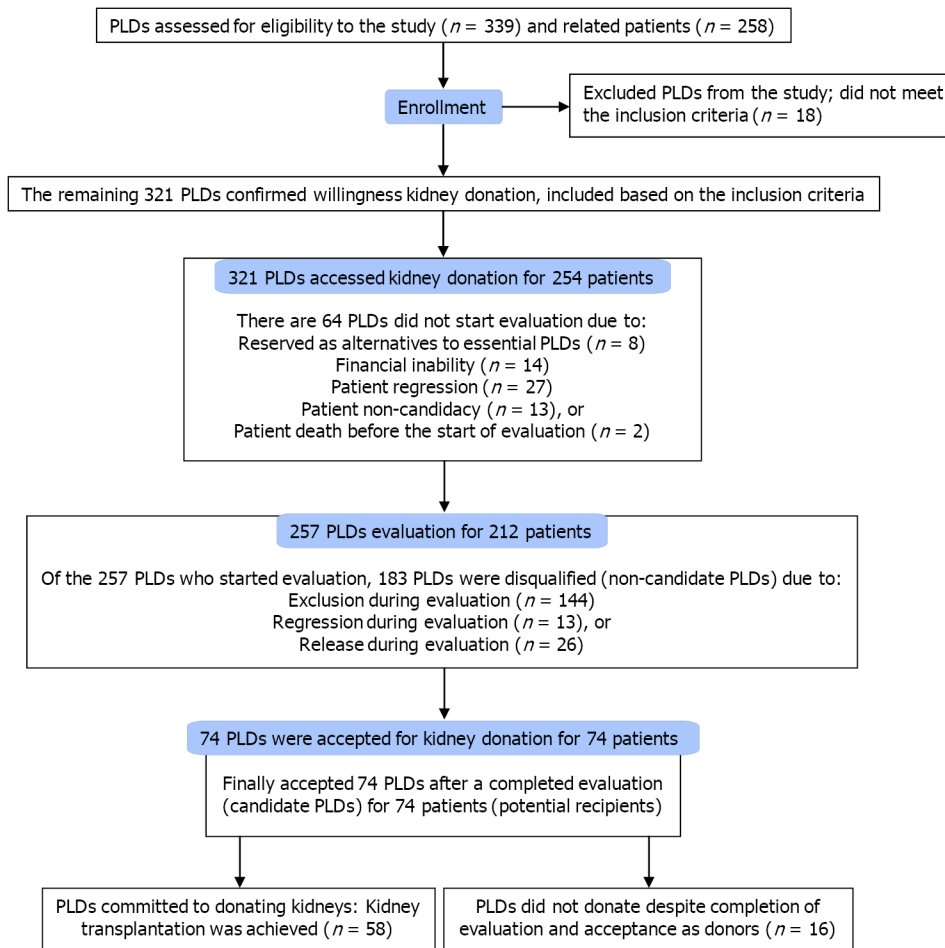 PLDs assessed for eligibility to the study (n = 339) and related patients (n = 258)
Enrollment
Excluded PLDs from the study; did not meet
the inclusion criteria (n = 18)
The remaining 321 PLDs confirmed willingness kidney donation, included based on the inclusion criteria
321 PLDs accessed kidney donation for 254 patients
There are 64 PLDs did not start evaluation due to:
Reserved as alternatives to essential PLDs (n = 8)
Financial inability (n = 14)
Patient regression (n = 27)
Patient non-candidacy (n = 13), or
Patient death before the start of evaluation (n = 2)
257 PLDs evaluation for 212 patients
Of the 257 PLDs who started evaluation, 183 PLDs were disqualified (non-candidate PLDs) due to:
Exclusion during evaluation (n = 144)
Regression during evaluation (n = 13), or
Release during evaluation (n = 26)
74 PLDs were accepted for kidney donation for 74 patients
Finally accepted 74 PLDs after a completed evaluation
(candidate PLDs) for 74 patients (potential recipients)
PLDs committed to donating kidneys: Kidney
transplantation was achieved (n = 58)
PLDs did not donate despite completion of
evaluation and acceptance as donors (n = 16)